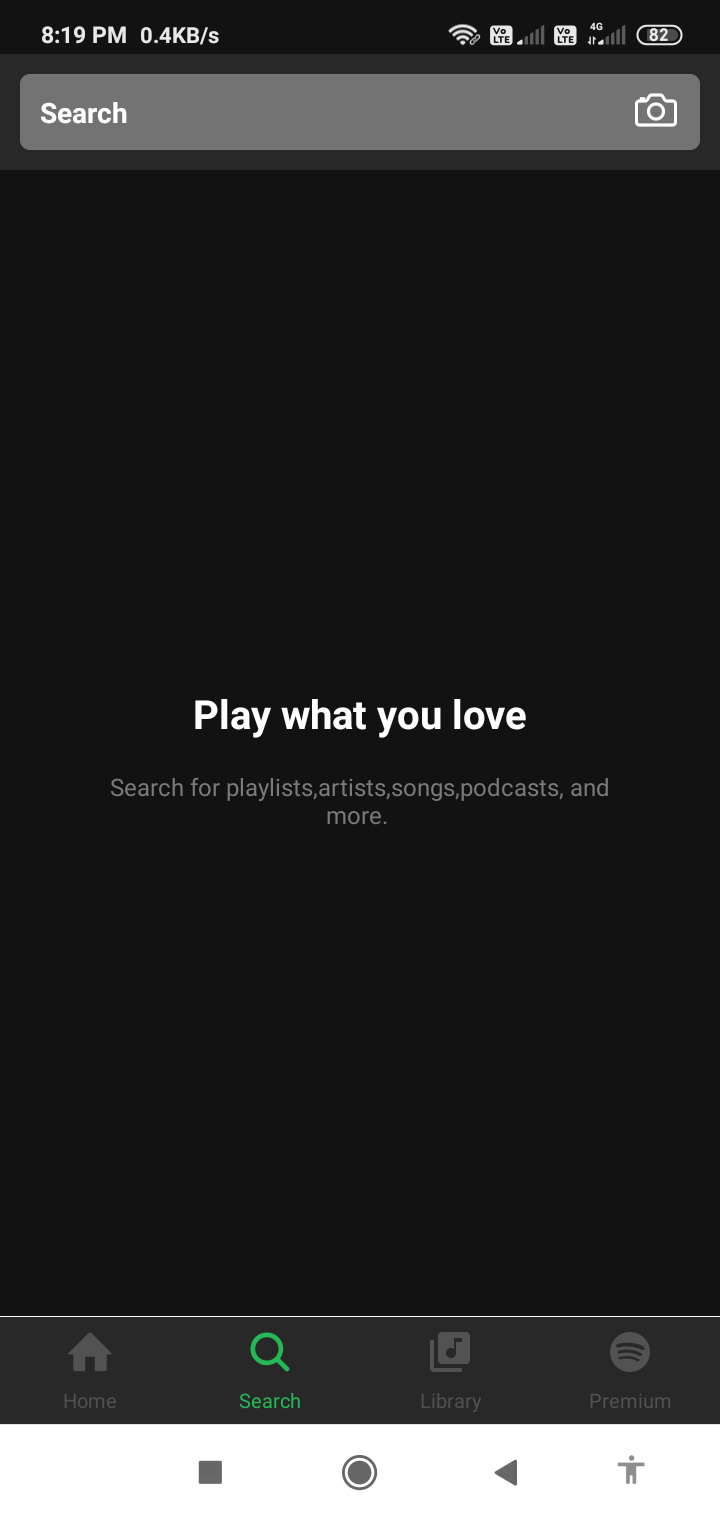 8:19 PM 0.4KB/s Vo LTE Vo LTE 4G 82
Search
Play what you love
Search for playlists,artists,songs,podcasts, and
more.
Home Search Library Premium